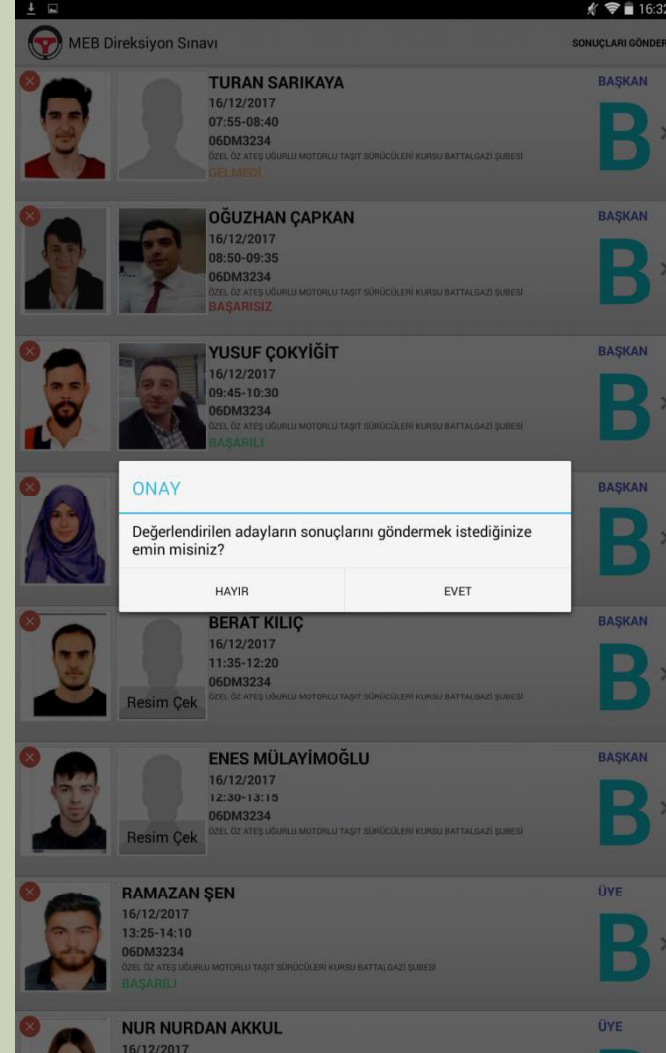 16:32
MEB Direksiyon Sınavı
SONUÇLARI GÖNDER
TURAN SARIKAYA
BAŞKAN
16/12/2017
07:55-08:40
06DM3234
ÖZEL ÖZ ATEŞ UĞURLU MOTORLU TAŞIT SÜRÜCÜLERİ KURSU BATTALGAZİ ŞUBESİ
GELMEDİ
B
OĞUZHAN ÇAPKAN
BAŞKAN
16/12/2017
08:50-09:35
06DM3234
ÖZEL ÖZ ATEŞ UĞURLU MOTORLU TAŞIT SÜRÜCÜLERİ KURSU BATTALGAZİ ŞUBESİ
BAŞARISIZ
B
YUSUF ÇOKYİĞİT
BAŞKAN
16/12/2017
09:45-10:30
06DM3234
ÖZEL ÖZ ATEŞ UĞURLU MOTORLU TAŞIT SÜRÜCÜLERİ KURSU BATTALGAZİ ŞUBESİ
BAŞARILI
B
BAŞKAN
B
ONAY
Değerlendirilen adayların sonuçlarını göndermek istediğinize
emin misiniz?
HAYIR
EVET
BERAT KILIÇ
BAŞKAN
16/12/2017
11:35-12:20
06DM3234
ÖZEL ÖZ ATEŞ UĞURLU MOTORLU TAŞIT SÜRÜCÜLERİ KURSU BATTALGAZİ ŞUBESİ
Resim Çek
B
ENES MÜLAYİMOĞLU
BAŞKAN
16/12/2017
12:30-13:15
06DM3234
ÖZEL ÖZ ATEŞ UĞURLU MOTORLU TAŞIT SÜRÜCÜLERİ KURSU BATTALGAZİ ŞUBESİ
Resim Çek
B
RAMAZAN ŞEN
ÜYE
16/12/2017
13:25-14:10
06DM3234
ÖZEL ÖZ ATEŞ UĞURLU MOTORLU TAŞIT SÜRÜCÜLERİ KURSU BATTALGAZİ ŞUBESİ
BAŞARILI
B
NUR NURDAN AKKUL
ÜYE
16/12/2017